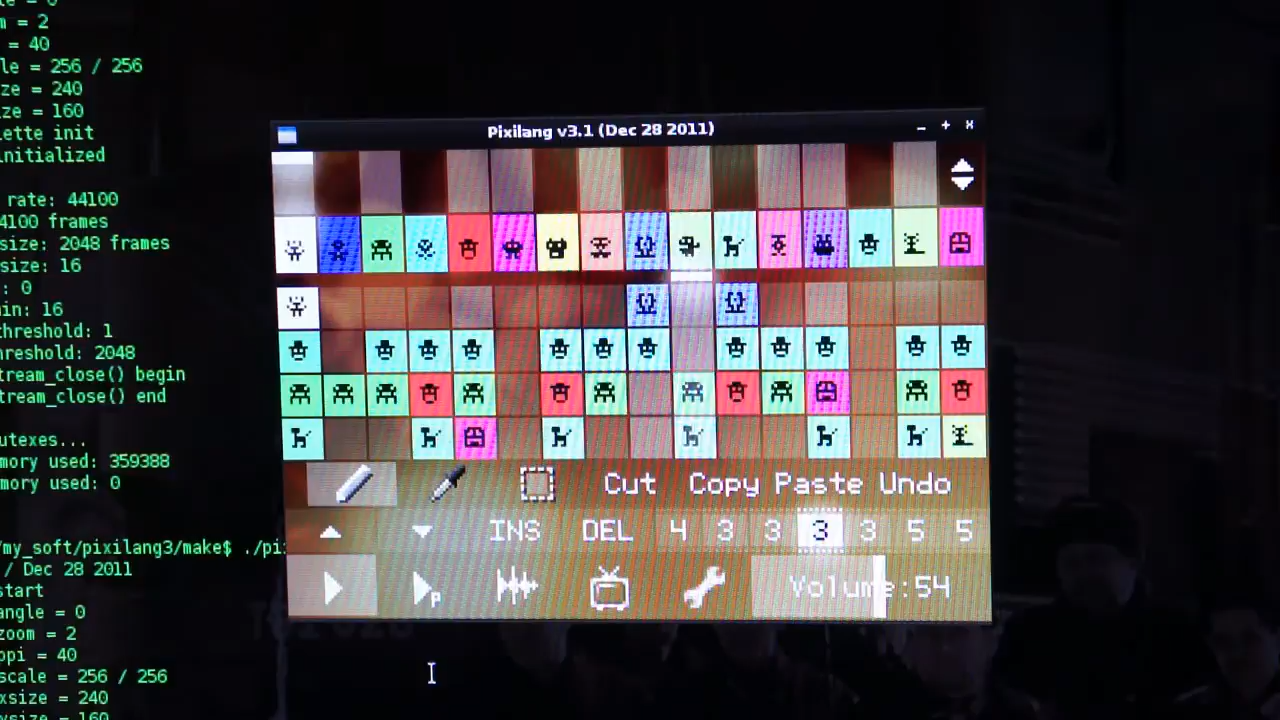 m = 2
= 40
le = 256 / 256
ize = 240
ize = 160
lette init
initialized
rate: 44100
4100 frames
size: 2048 frames
size: 16
: 0
in: 16
threshold: 1
hreshold: 2048
tream_close() begin
tream_close() end
utexes...
mory used: 359388
mory used: 0
/my_soft/pixilang3/make$ ./pi
/ Dec 28 2011
start
angle = 0
zoom = 2
ppi = 40
scale = 256 / 256
xsize = 240
ysize = 160
Pixilang v3.1 (Dec 28 2011)
Cut Copy Paste Undo
INS DEL 4 3 3 3 3 5 5
P Volume:54